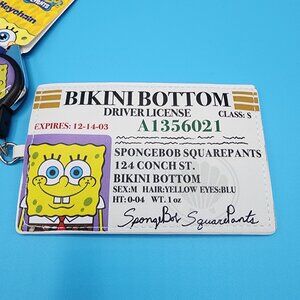 Keychain
BIKINI BOTTOM
DRIVER LICENSE CLASS: S
EXPIRES: 12-14-03 A1356021
SPONGEBOB SQUAREPANTS
124 CONCH ST.
BIKINI BOTTOM
SEX:M HAIR:YELLOW EYES:BLU
HT: 0-04 WT. 1 oz
SpongeBob SquarePants